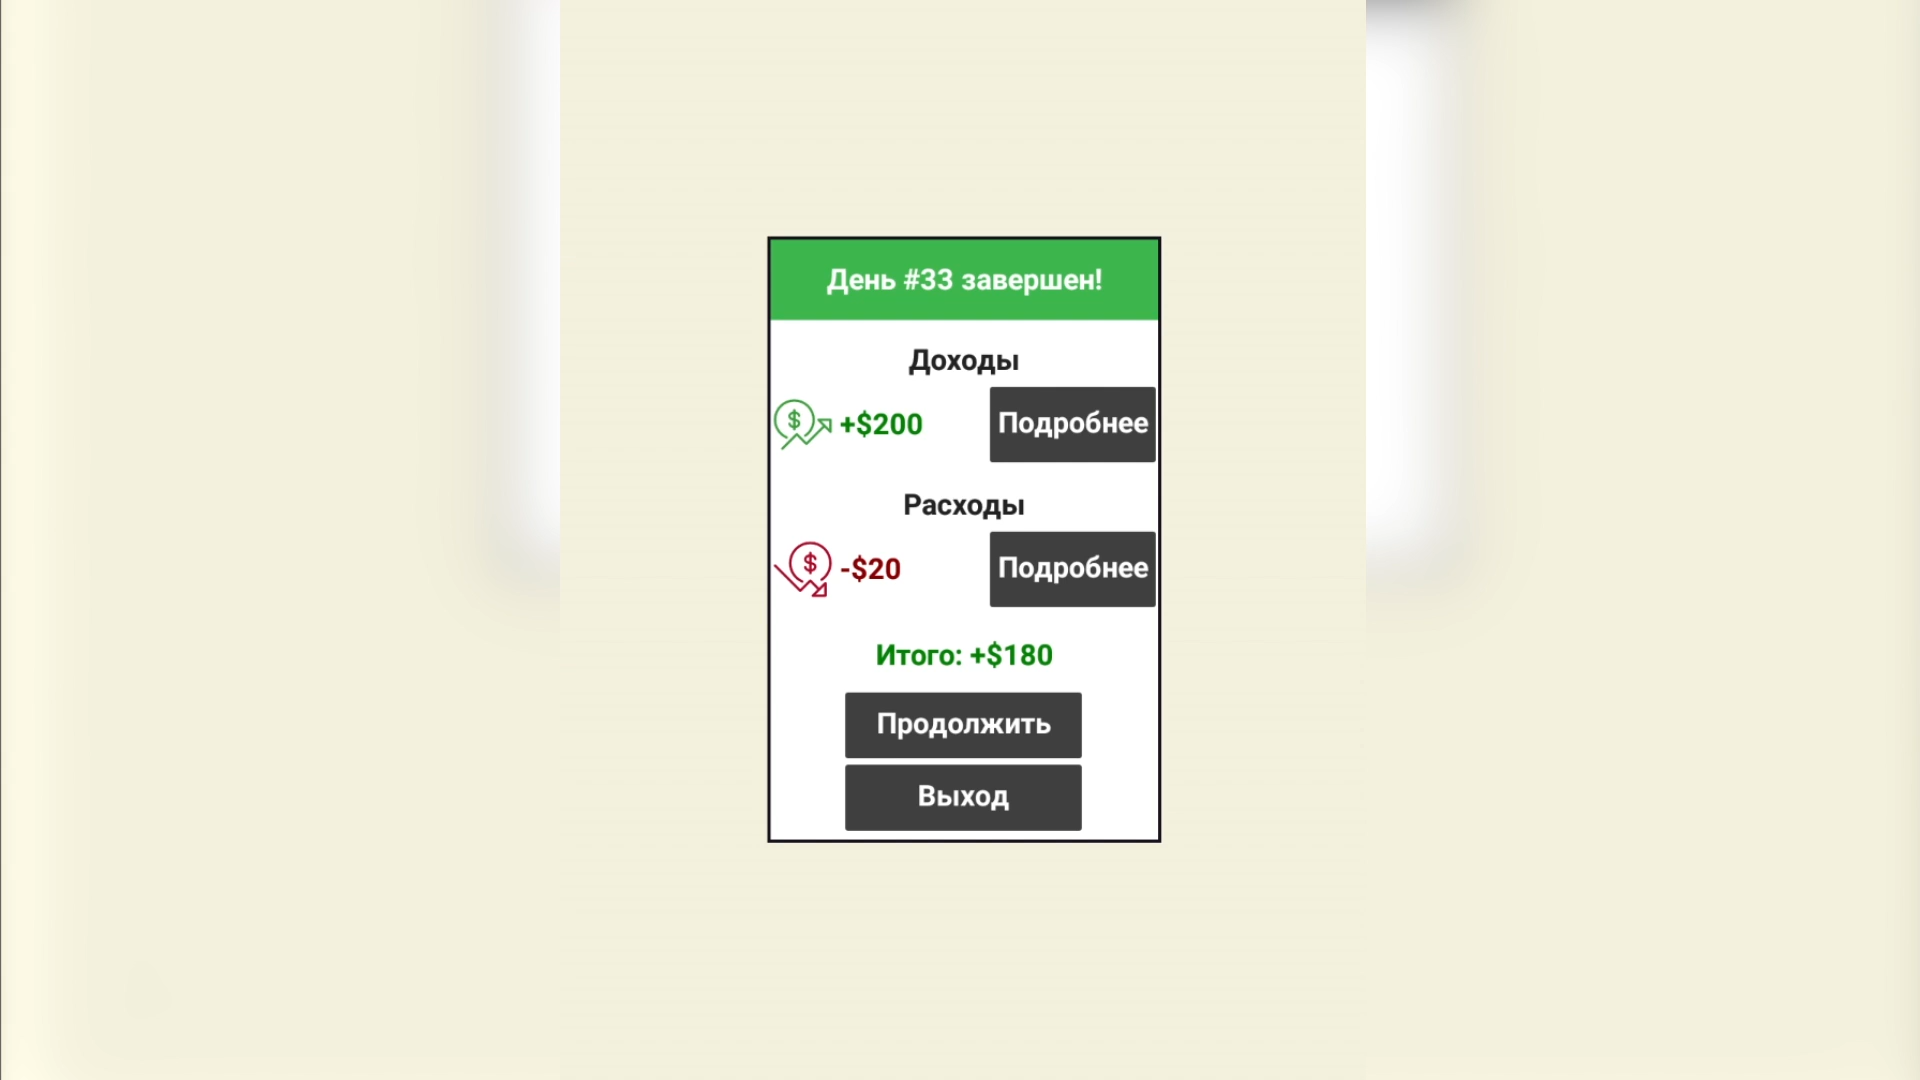 День #33 завершен!
Доходы
+$200 Подробнее
Расходы
-$20 Подробнее
Итого: +$180
Продолжить
Выход